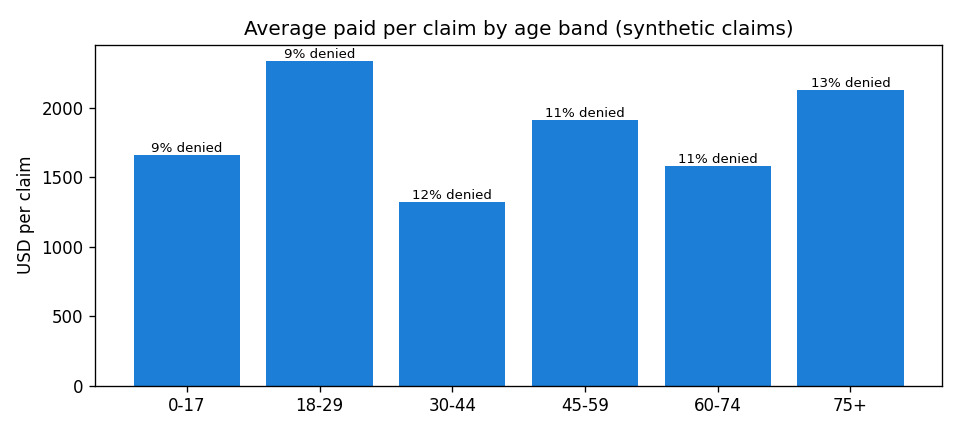 Average paid per claim by age band (synthetic claims)
USD per claim
2000
1500
1000
500
0
9% denied
9% denied
12% denied
11% denied
11% denied
13% denied
0-17
18-29
30-44
45-59
60-74
75+